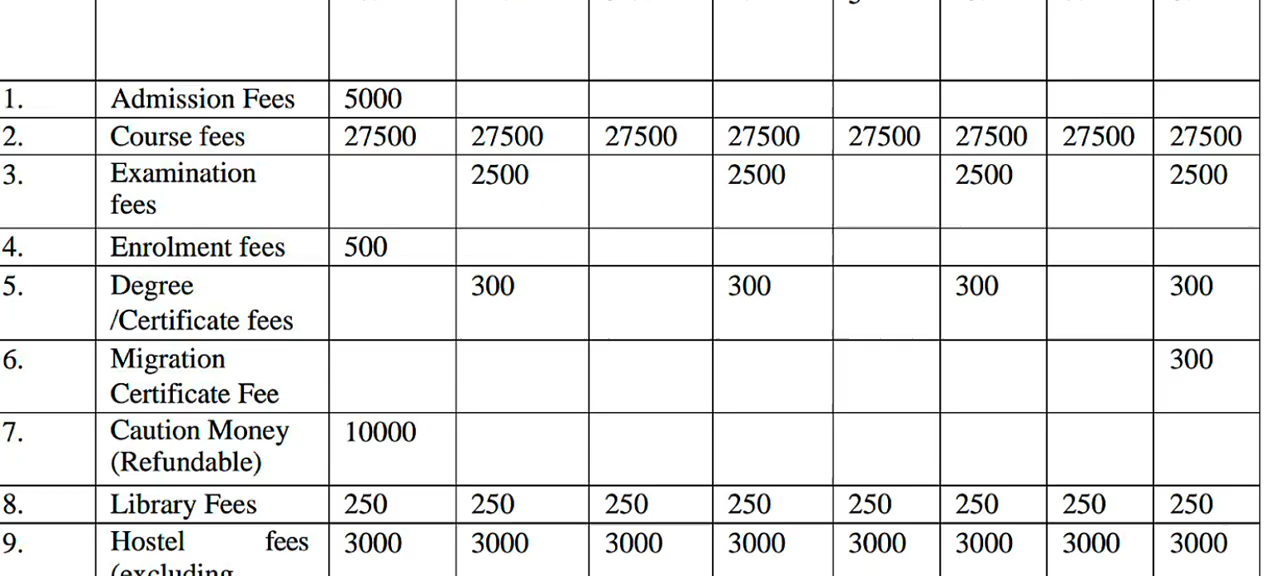 1. Admission Fees 5000
2. Course fees 27500 27500 27500 27500 27500 27500 27500 27500
3. Examination 2500 2500 2500 2500
fees
4. Enrolment fees 500
5. Degree 300 300 300 300
/Certificate fees
6. Migration 300
Certificate Fee
7. Caution Money 10000
(Refundable)
8. Library Fees 250 250 250 250 250 250 250 250
9. Hostel fees 3000 3000 3000 3000 3000 3000 3000 3000
(excluding